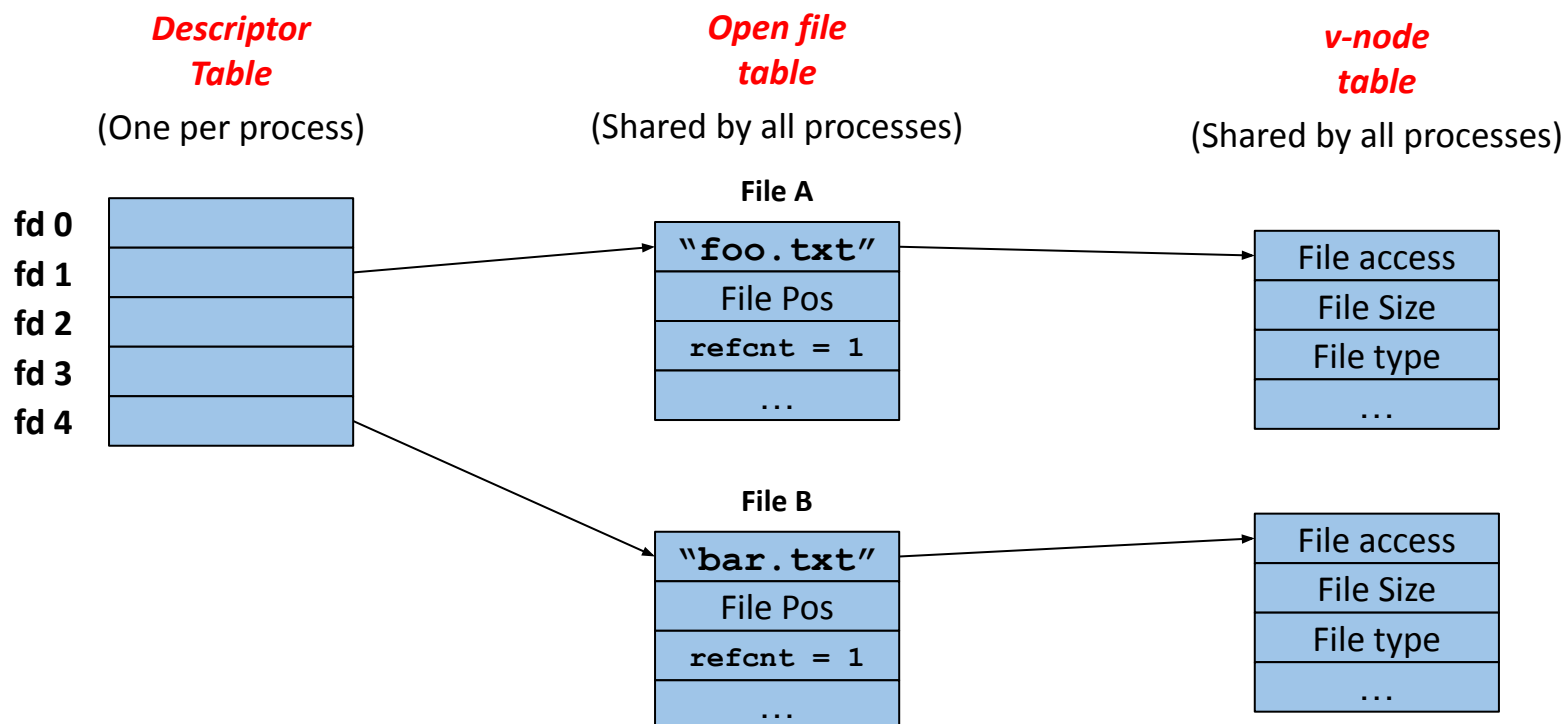 Descriptor
Table
(One per process)
fd 0
fd 1
fd 2
fd 3
fd 4
Open file
table
(Shared by all processes)
File A
“foo.txt”
File Pos
refcnt = 1
...
File B
“bar.txt”
File Pos
refcnt = 1
...
v-node
table
(Shared by all processes)
File access
File Size
File type
...
File access
File Size
File type
...